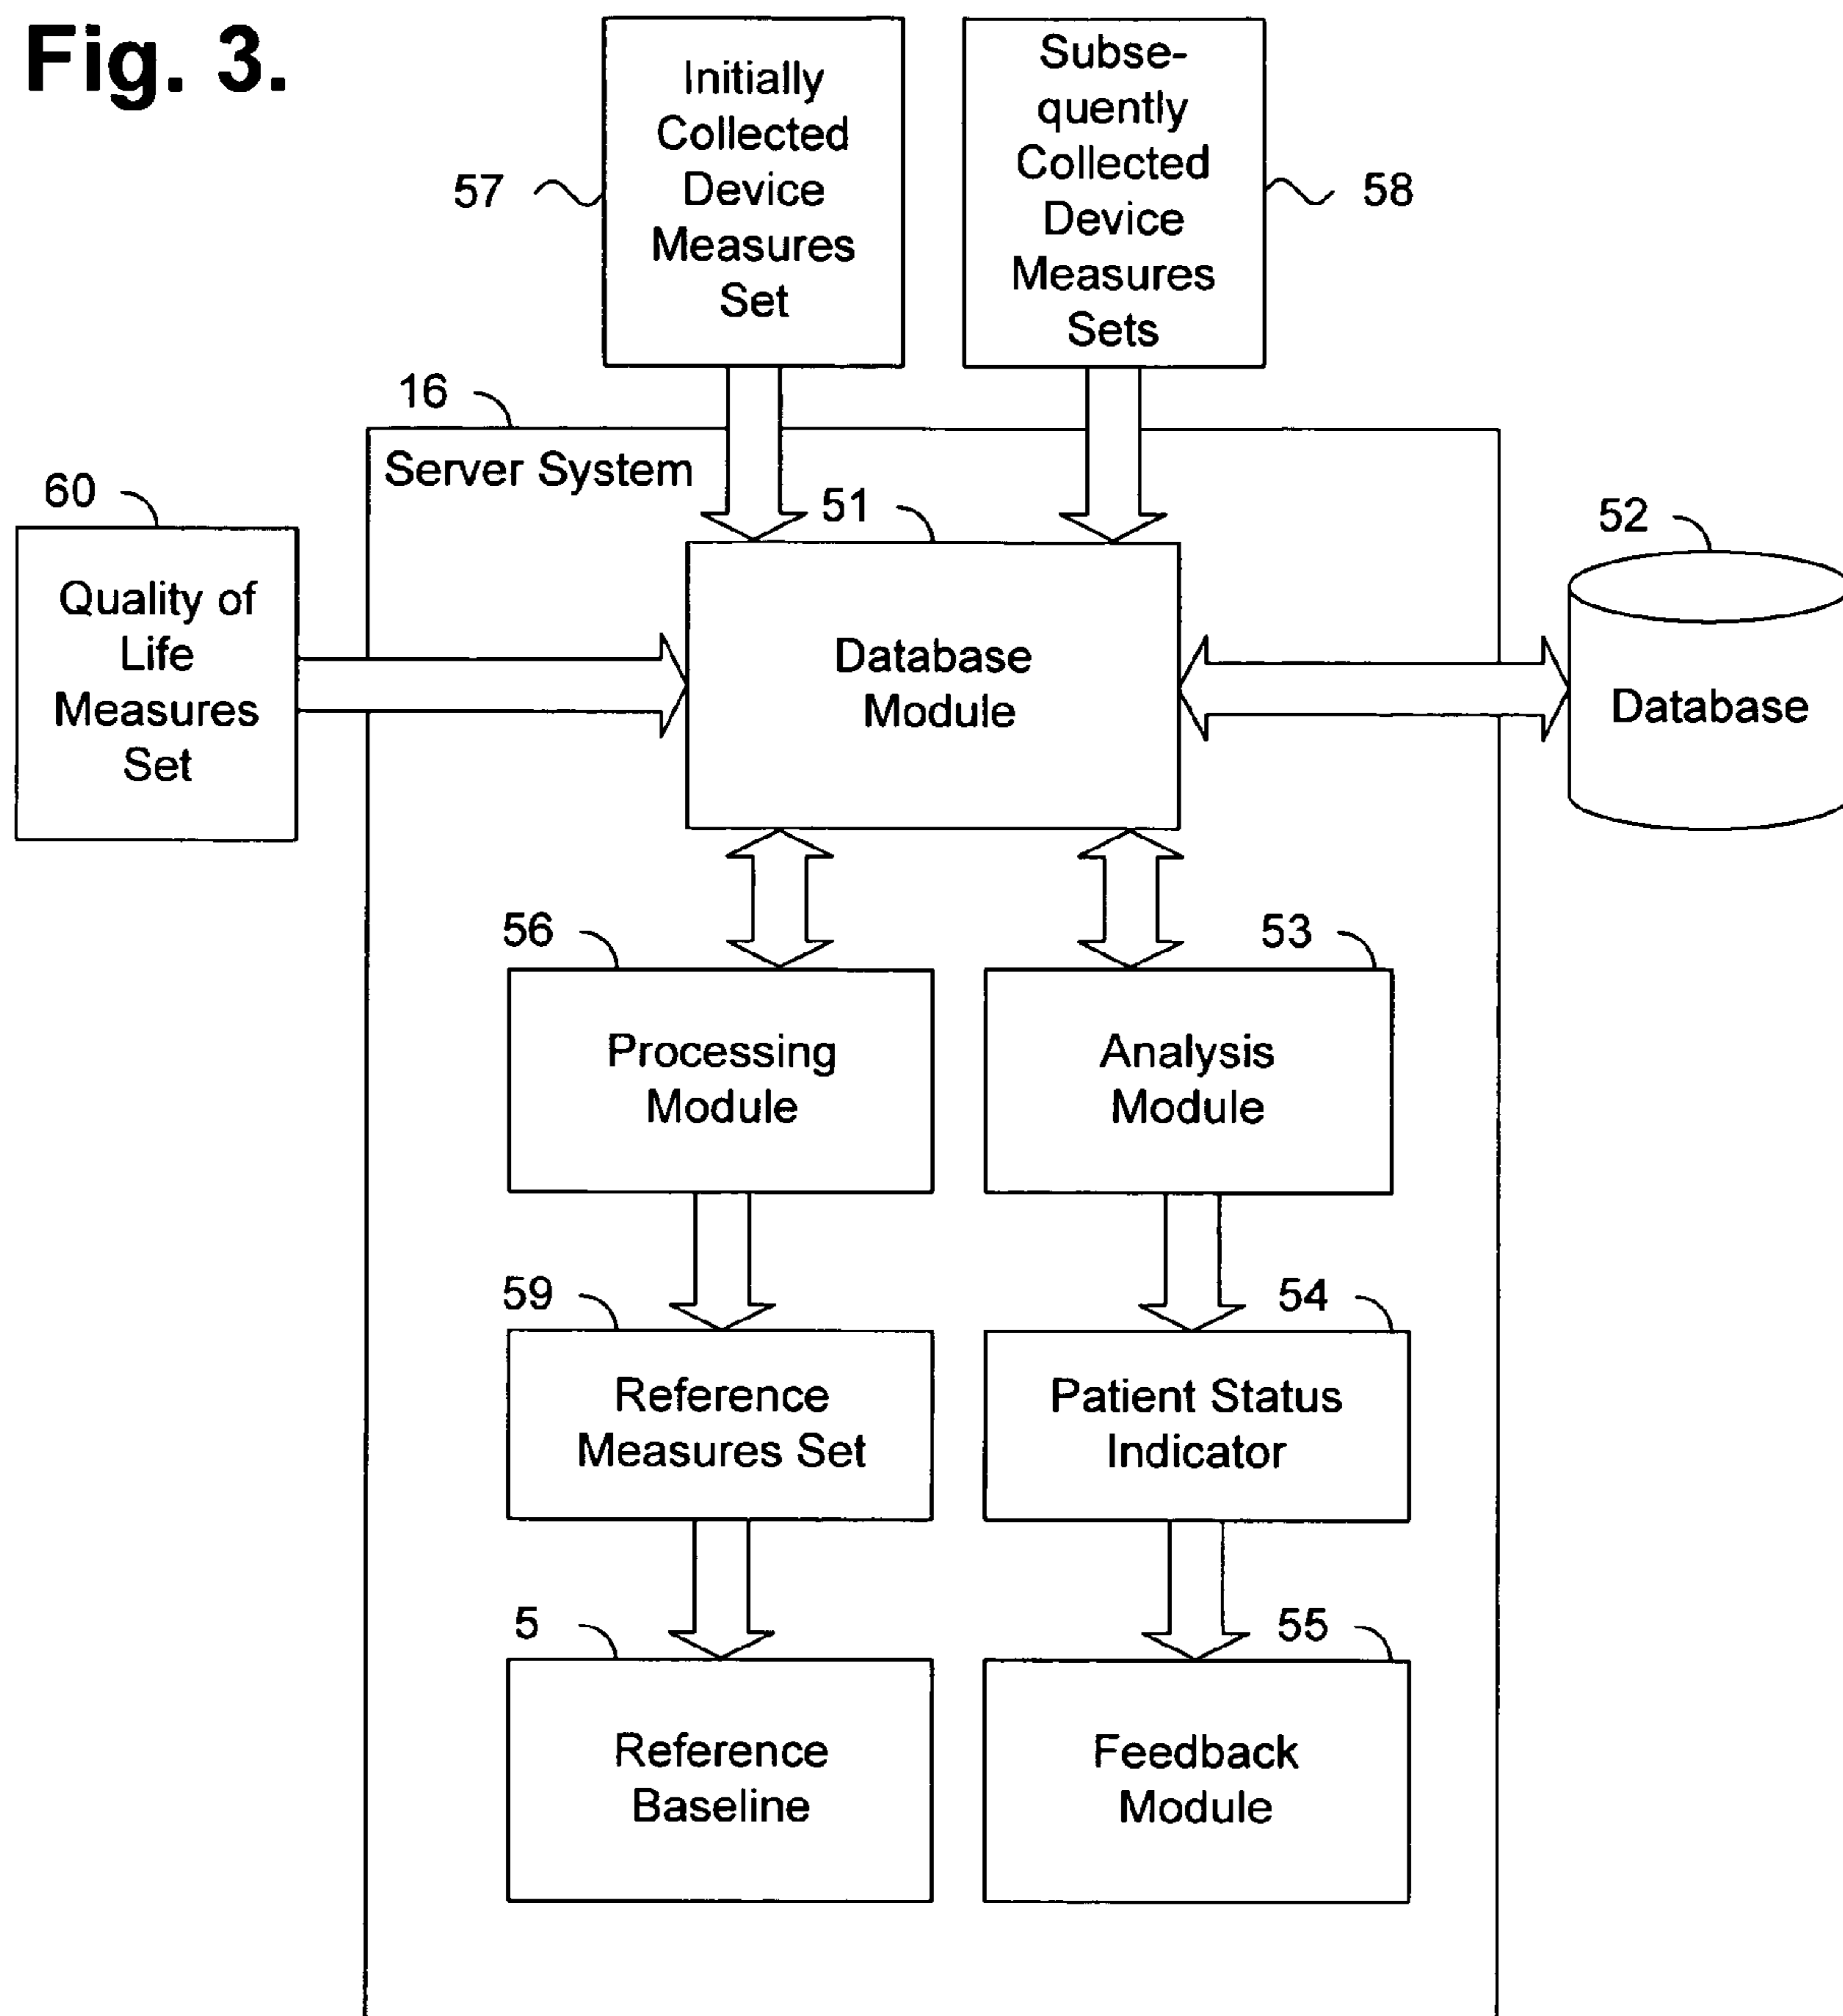 Fig. 3.
Initially
Collected
Device
Measures
Set
57
Subse-
quently
Collected
Device
Measures
Sets
58
16
Server System
60
Quality of
Life
Measures
Set
51
Database
Module
52
Database
56
Processing
Module
53
Analysis
Module
59
Reference
Measures Set
54
Patient Status
Indicator
5
Reference
Baseline
55
Feedback
Module